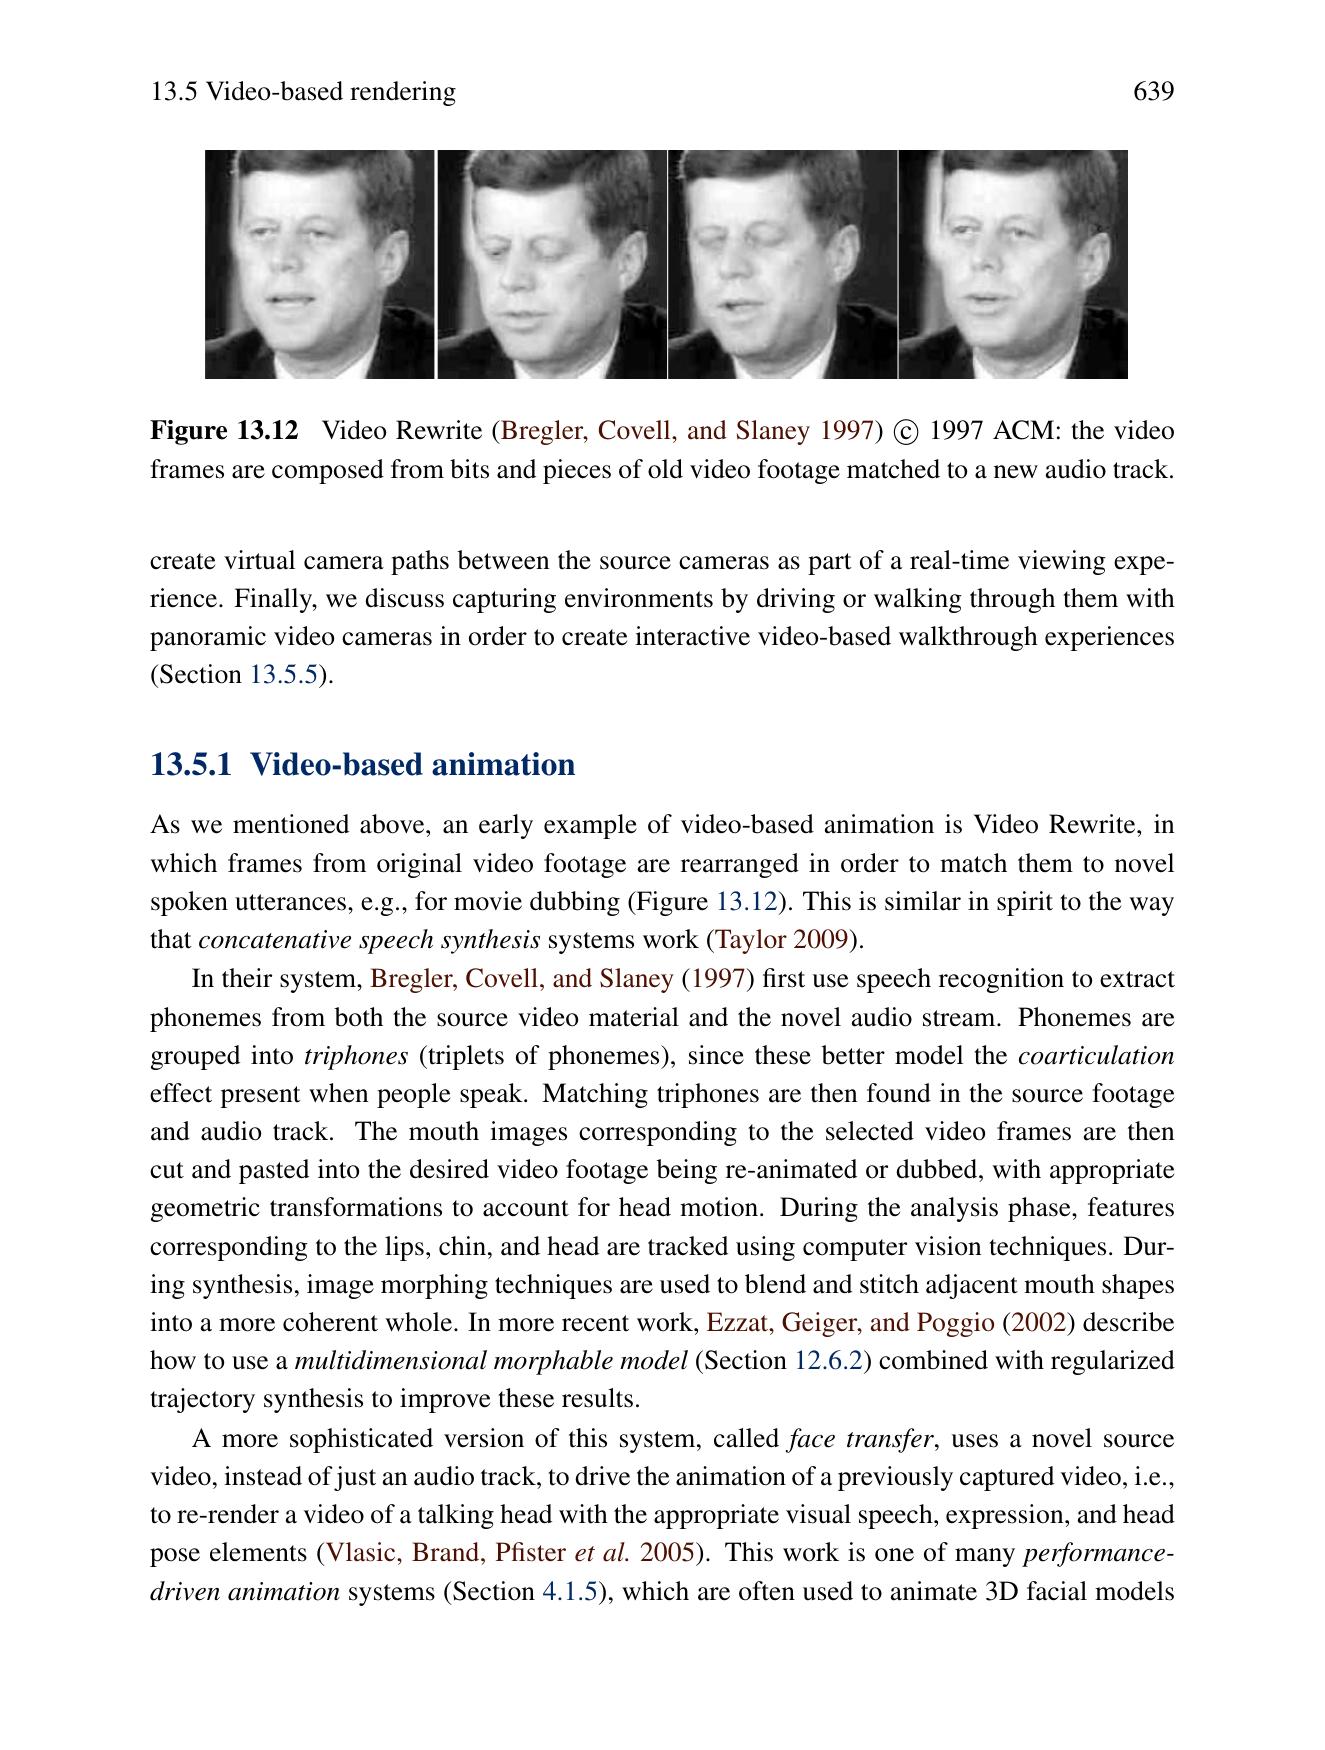 13.5 Video-based rendering 639
Figure 13.12 Video Rewrite (Bregler, Covell, and Slaney 1997) © 1997 ACM: the video
frames are composed from bits and pieces of old video footage matched to a new audio track.
create virtual camera paths between the source cameras as part of a real-time viewing expe-
rience. Finally, we discuss capturing environments by driving or walking through them with
panoramic video cameras in order to create interactive video-based walkthrough experiences
(Section 13.5.5).
13.5.1 Video-based animation
As we mentioned above, an early example of video-based animation is Video Rewrite, in
which frames from original video footage are rearranged in order to match them to novel
spoken utterances, e.g., for movie dubbing (Figure 13.12). This is similar in spirit to the way
that concatenative speech synthesis systems work (Taylor 2009).
In their system, Bregler, Covell, and Slaney (1997) first use speech recognition to extract
phonemes from both the source video material and the novel audio stream. Phonemes are
grouped into triphones (triplets of phonemes), since these better model the coarticulation
effect present when people speak. Matching triphones are then found in the source footage
and audio track. The mouth images corresponding to the selected video frames are then
cut and pasted into the desired video footage being re-animated or dubbed, with appropriate
geometric transformations to account for head motion. During the analysis phase, features
corresponding to the lips, chin, and head are tracked using computer vision techniques. Dur-
ing synthesis, image morphing techniques are used to blend and stitch adjacent mouth shapes
into a more coherent whole. In more recent work, Ezzat, Geiger, and Poggio (2002) describe
how to use a multidimensional morphable model (Section 12.6.2) combined with regularized
trajectory synthesis to improve these results.
A more sophisticated version of this system, called face transfer, uses a novel source
video, instead of just an audio track, to drive the animation of a previously captured video, i.e.,
to re-render a video of a talking head with the appropriate visual speech, expression, and head
pose elements (Vlasic, Brand, Pfister et al. 2005). This work is one of many performance-
driven animation systems (Section 4.1.5), which are often used to animate 3D facial models